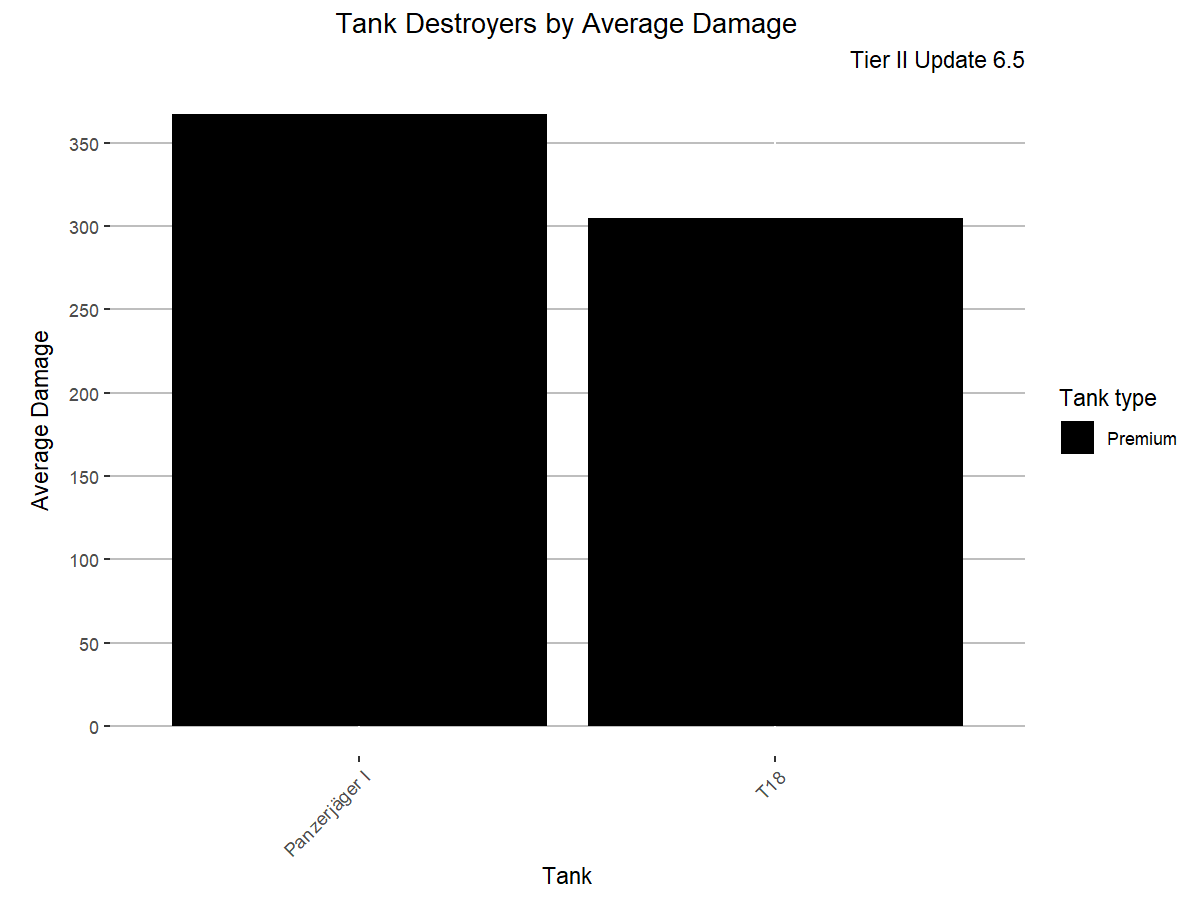 Tank Destroyers by Average Damage
Tier II Update 6.5
350
300
250
200
150
100
50
0
Average Damage
Panzerjäger I
T18
Tank
Tank type
Premium